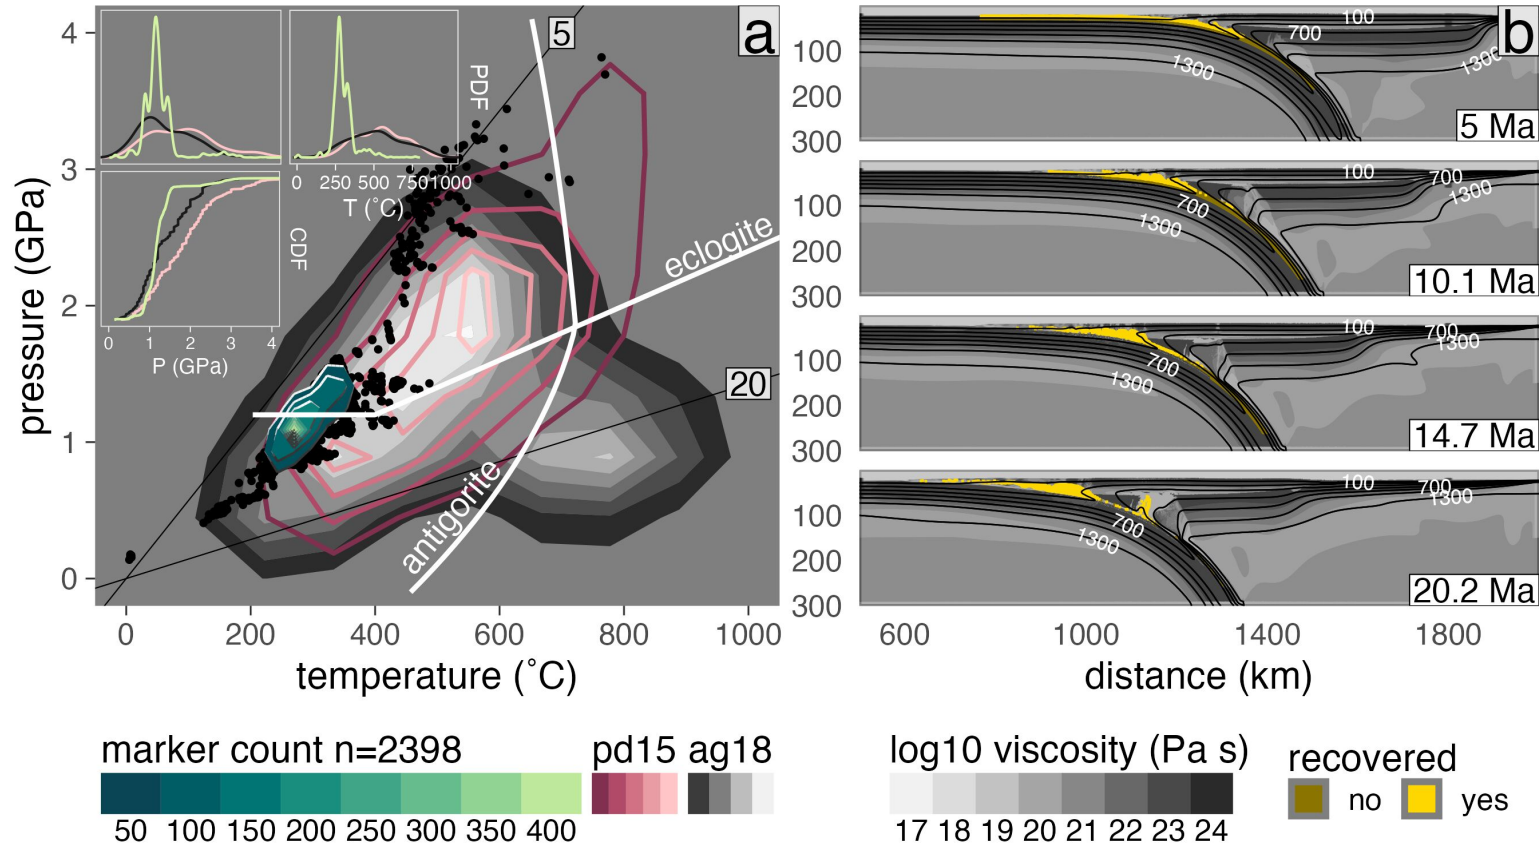 a
pressure (GPa)
4
3
2
1
0
PDF
0 250 500 750 1000
T (˚C)
CDF
0 1 2 3 4
P (GPa)
5
20
eclogite
antigorite
0 200 400 600 800 1000
temperature (˚C)
b
100
200
300
100
700
1300
1300
5 Ma
100
200
300
100
700
1300
700
1300
10.1 Ma
100
200
300
100
700
1300
700
1300
14.7 Ma
100
200
300
100
700
1300
700
1300
20.2 Ma
600 1000 1400 1800
distance (km)
marker count n=2398
50 100 150 200 250 300 350 400
pd15 ag18
log10 viscosity (Pa s)
17 18 19 20 21 22 23 24
recovered
no yes